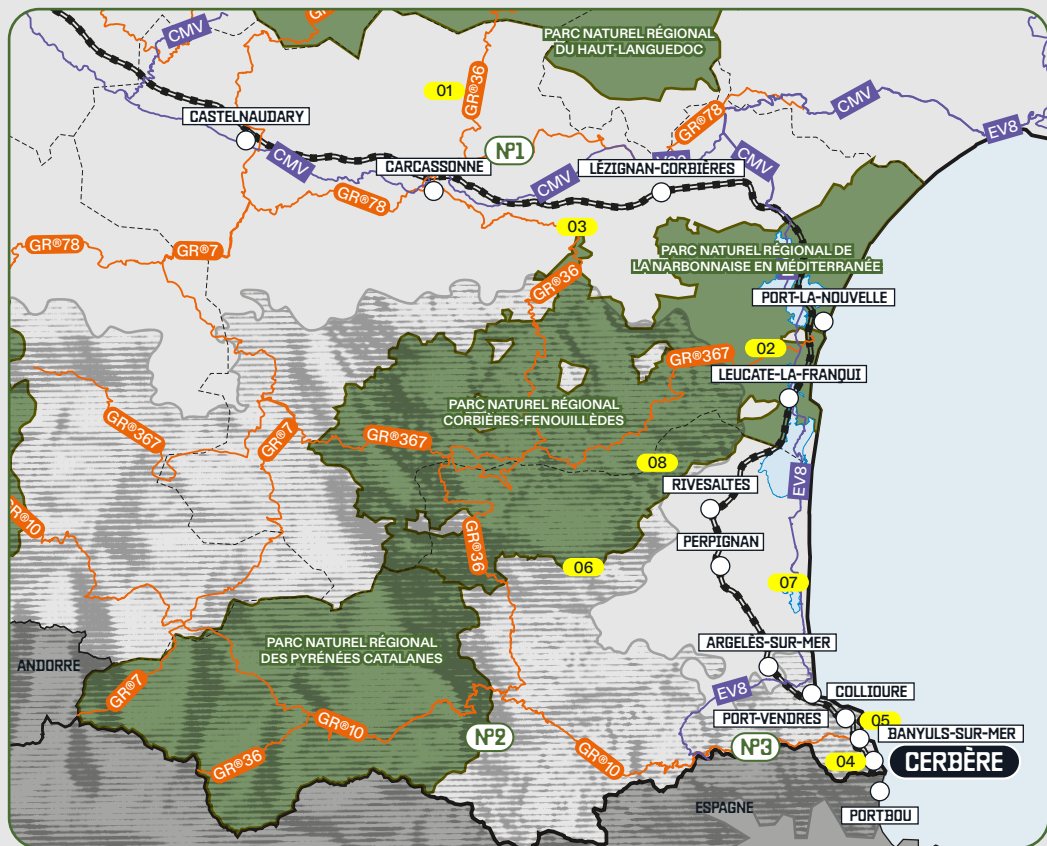 GR
CMV
PARC NATUREL RÉGIONAL
DU HAUT-LANGUEDOC
01
GR®36
CMV
EV8
CASTELNAUDARY
GR®78
N°1
CMV
CARCASSONNE
CMV
LÉZIGNAN-CORBIÈRES
CMV
GR®78
03
GR®78
GR®7
PARC NATUREL RÉGIONAL DE
LA NARBONNAISE EN MÉDITERRANÉE
GR®36
PORT-LA-NOUVELLE
02
GR®367
LEUCATE-LA-FRANQUI
PARC NATUREL RÉGIONAL
CORBIÈRES-FENOUILLÈDES
GR®367
GR®7
GR®367
08
RIVESALTES
EV8
GR®10
PERPIGNAN
GR®36
06
07
PARC NATUREL RÉGIONAL
DES PYRÉNÉES CATALANES
ARGELÈS-SUR-MER
ANDORRE
GR®7
EV8
COLLIOURE
GR®10
PORT-VENDRES
05
N°2
N°3
BANYULS-SUR-MER
GR®36
GR®10
04
CERBÈRE
ESPAGNE
PORTBOU